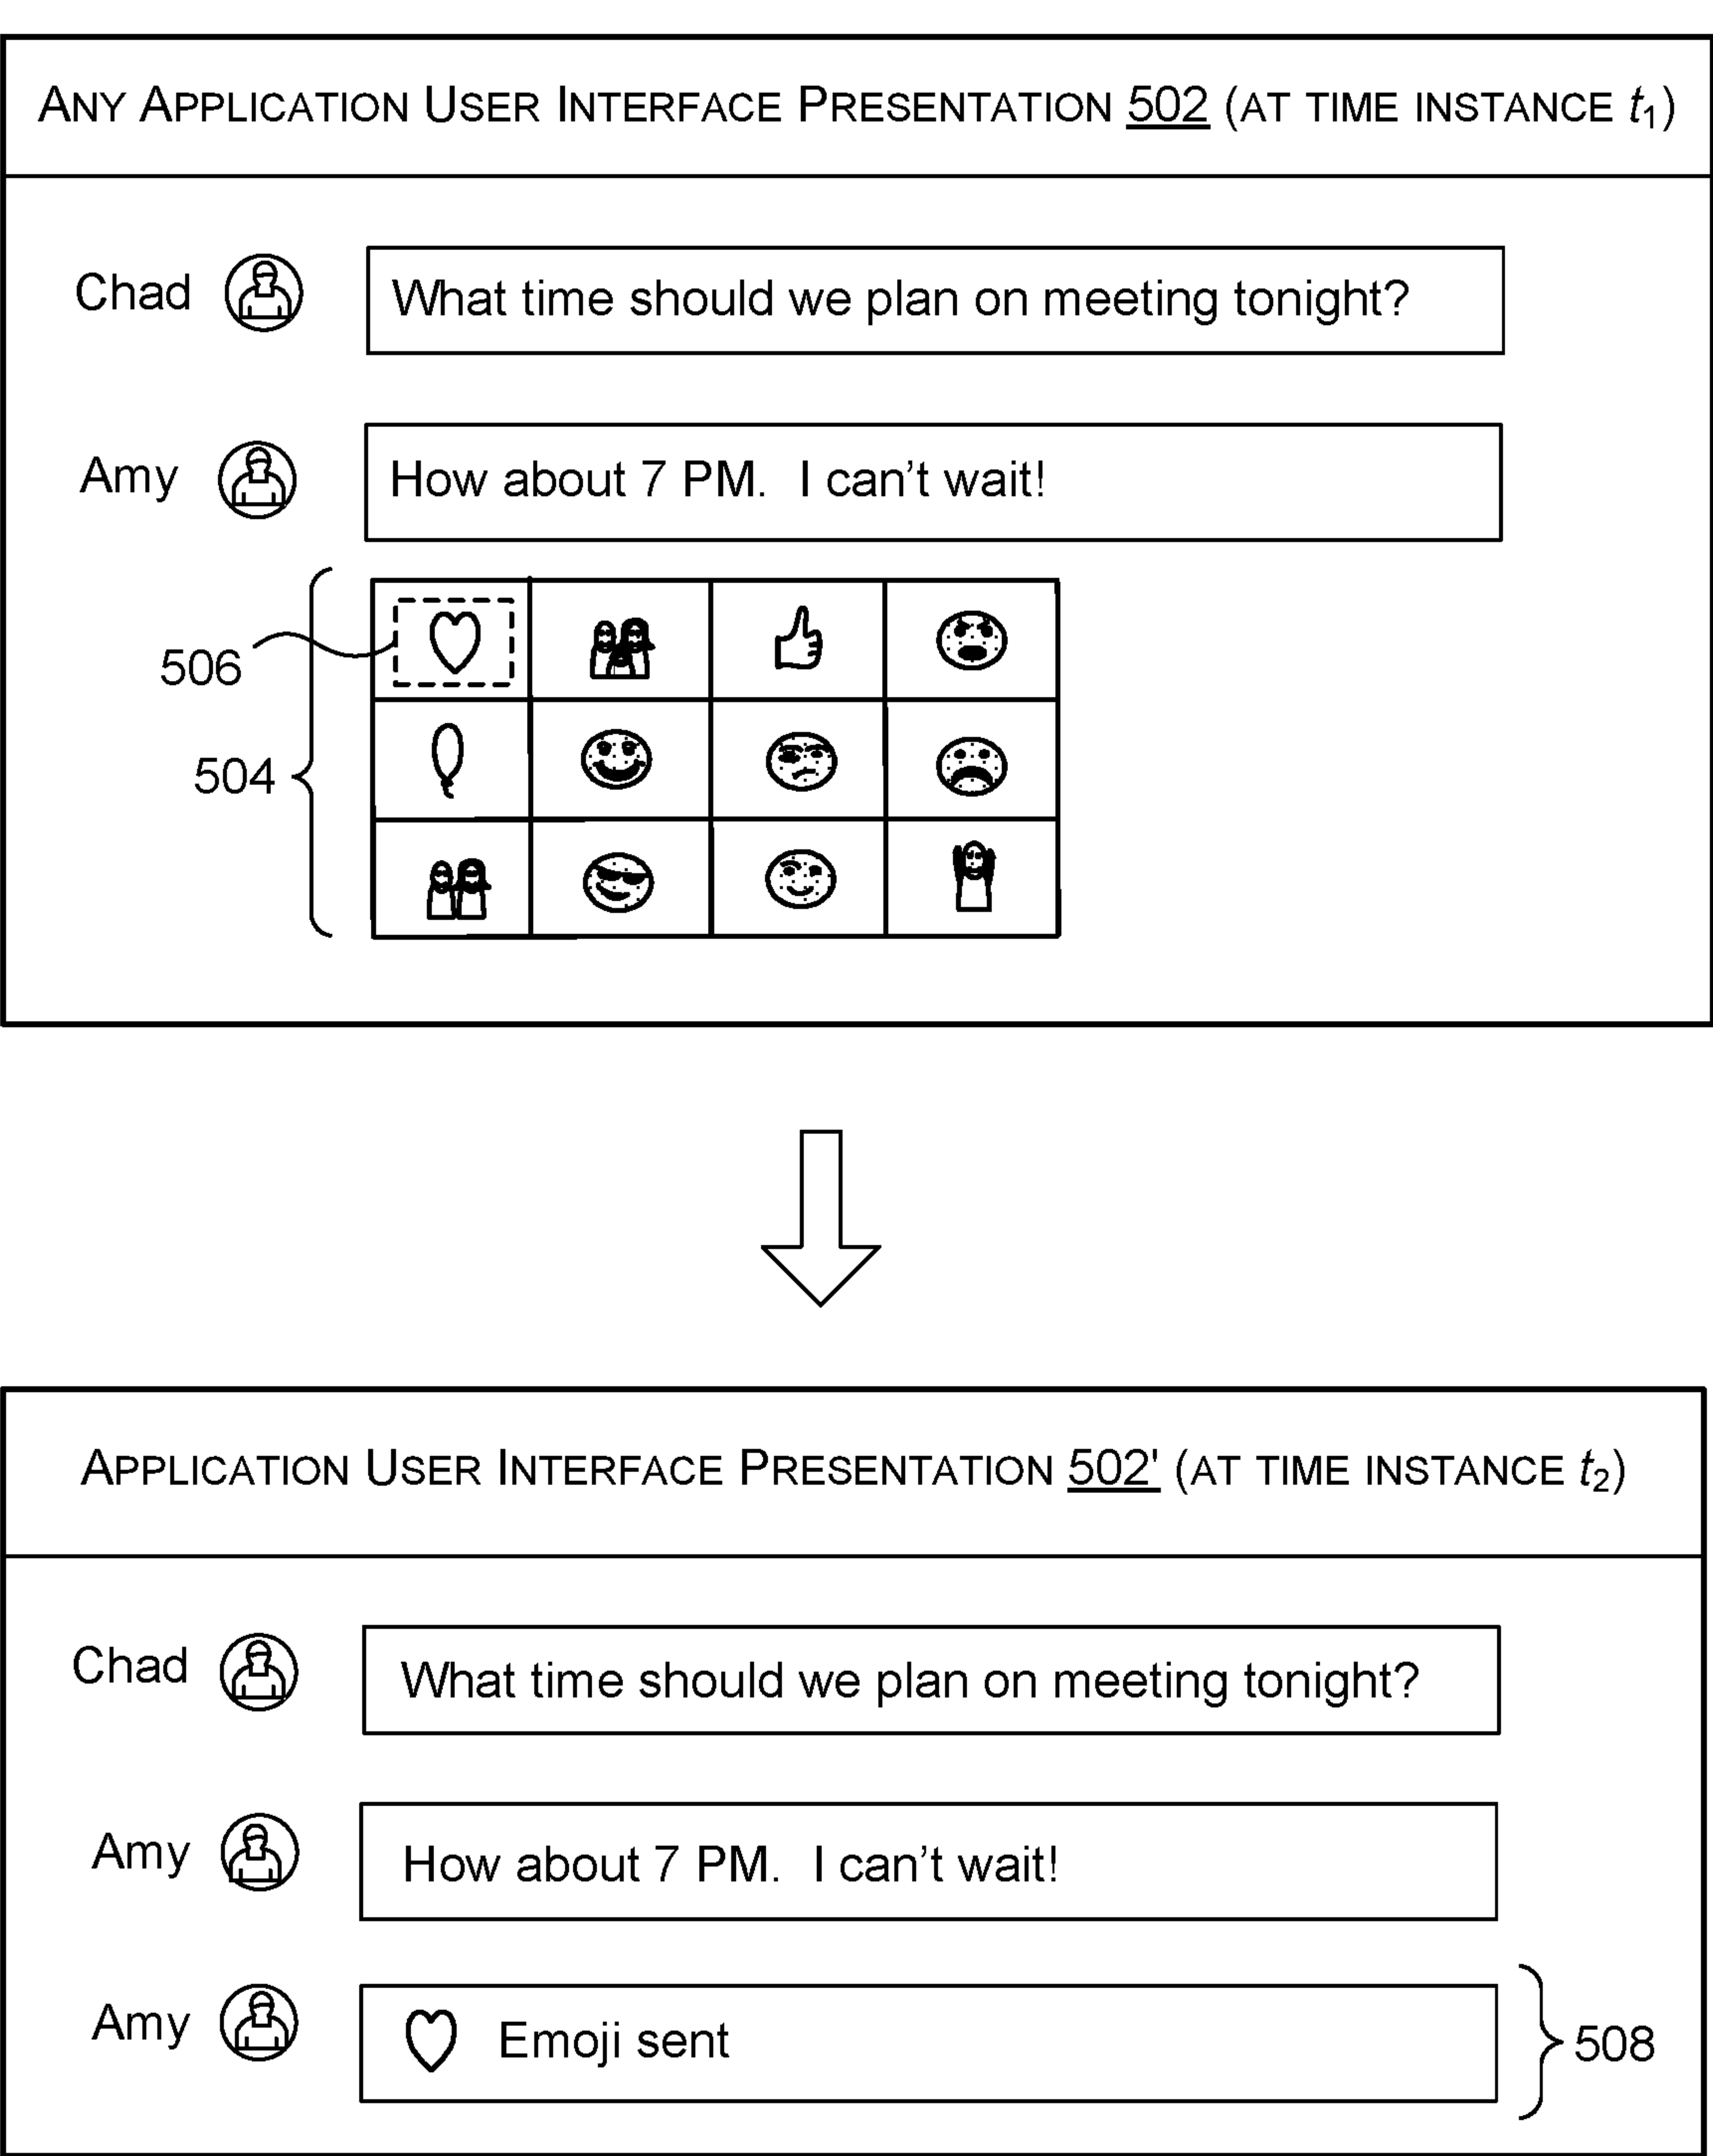 ANY APPLICATION USER INTERFACE PRESENTATION 502 (AT TIME INSTANCE t1)
Chad What time should we plan on meeting tonight?
Amy How about 7 PM.  I can't wait!
506
504
APPLICATION USER INTERFACE PRESENTATION 502' (AT TIME INSTANCE t2)
Chad What time should we plan on meeting tonight?
Amy How about 7 PM.  I can't wait!
Amy Emoji sent 508